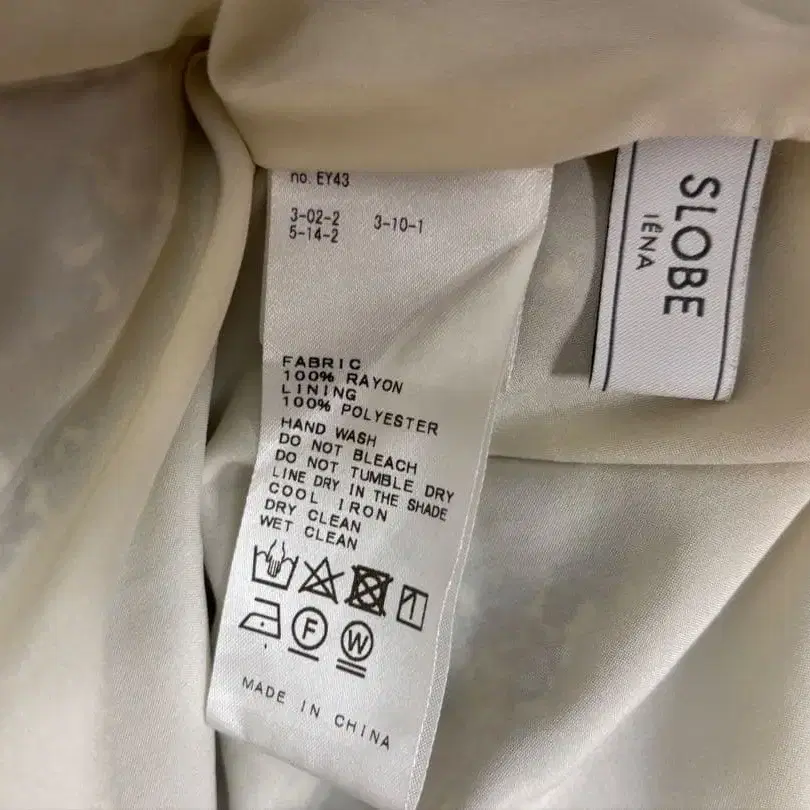 no. EY43
3-02-2 3-10-1
5-14-2
FABRIC
100% RAYON
LINING
100% POLYESTER
HAND WASH
DO NOT BLEACH
DO NOT TUMBLE DRY
LINE DRY IN THE SHADE
COOL IRON
DRY CLEAN
WET CLEAN
F W
MADE IN CHINA
SLOBE
IÉNA